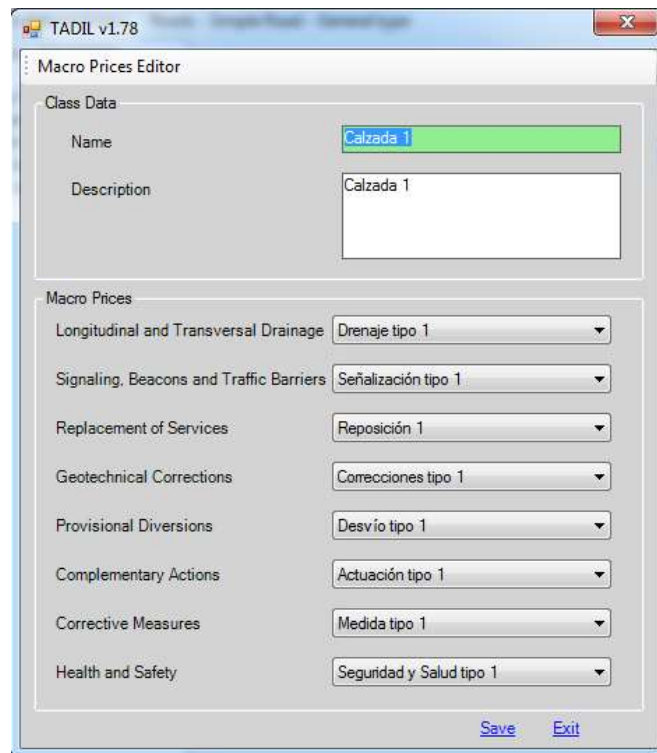 TADIL v1.78
Macro Prices Editor
Class Data
Name Calzada 1
Description Calzada 1
Macro Prices
Longitudinal and Transversal Drainage Drenaje tipo 1
Signaling, Beacons and Traffic Barriers Señalización tipo 1
Replacement of Services Reposición 1
Geotechnical Corrections Correcciones tipo 1
Provisional Diversions Desvío tipo 1
Complementary Actions Actuación tipo 1
Corrective Measures Medida tipo 1
Health and Safety Seguridad y Salud tipo 1
Save Exit